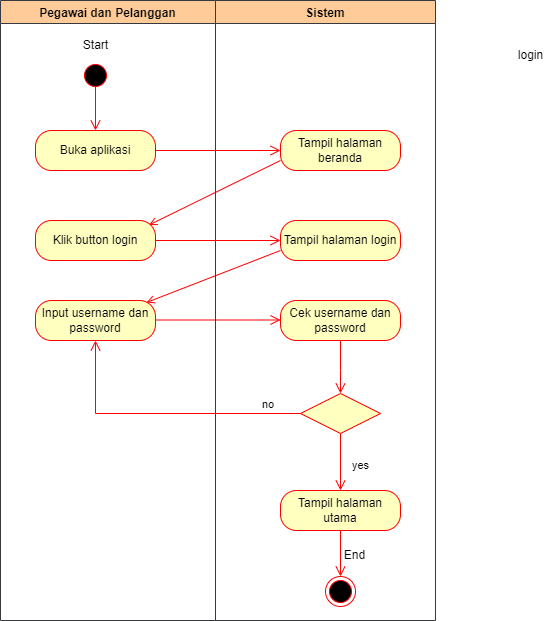 Pegawai dan Pelanggan
Sistem
Start
login
Buka aplikasi
Tampil halaman
beranda
Klik button login
Tampil halaman login
Input username dan
password
Cek username dan
password
no
yes
Tampil halaman
utama
End